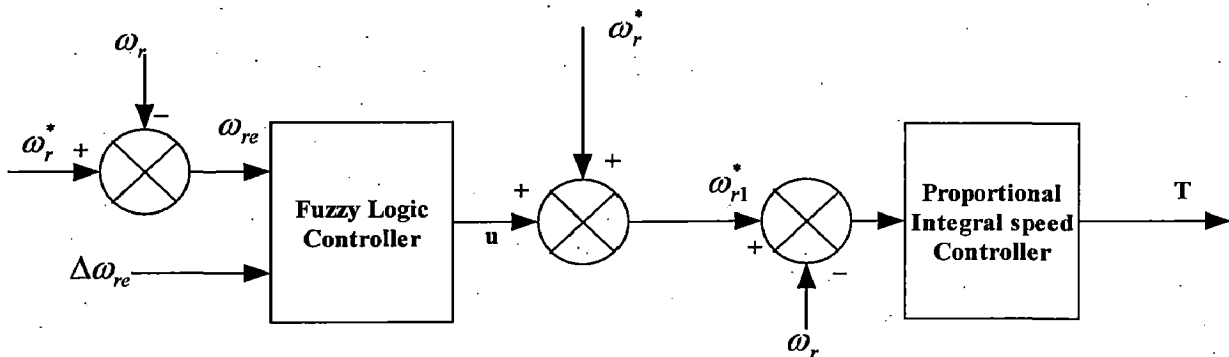 ω_r
ω_r^*
ω_r^* + − ω_re
Fuzzy Logic
Controller
Δω_re
+ +
u
ω_r1^*
+ −
ω_r
Proportional
Integral speed
Controller
T